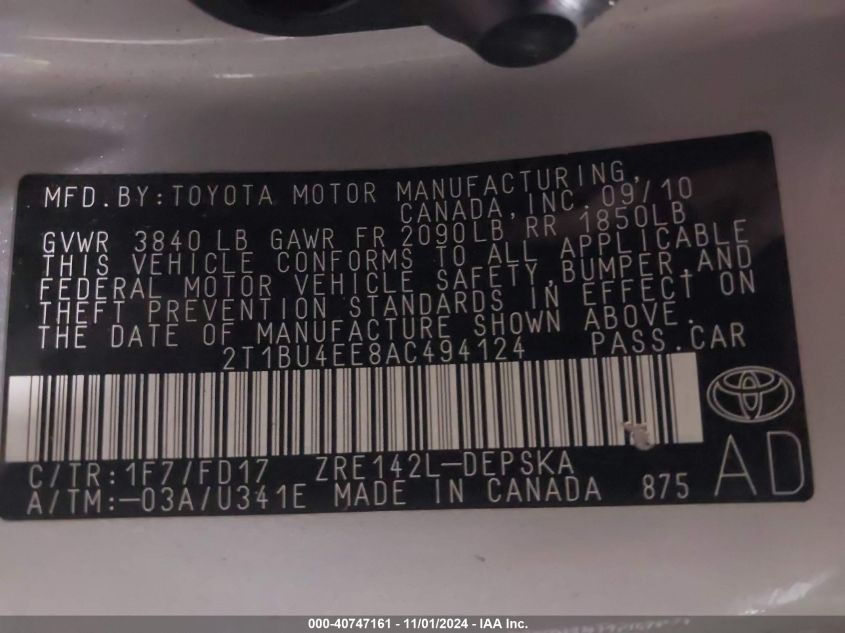 MFD.BY:TOYOTA MOTOR MANUFACTURING,
CANADA,INC. 09/10
GVWR 3840 LB GAWR FR 2090LB RR 1850LB
THIS VEHICLE CONFORMS TO ALL APPLICABLE
FEDERAL MOTOR VEHICLE SAFETY,BUMPER,AND
THEFT PREVENTION STANDARDS IN EFFECT ON
THE DATE OF MANUFACTURE SHOWN ABOVE.
2T1BU4EE8AC494124 PASS.CAR
C/TR:1F7/FD17 ZRE142L-DEPSKA
A/TM:-03A/U341E MADE IN CANADA 875
AD
000-40747161 - 11/01/2024 - IAA Inc.